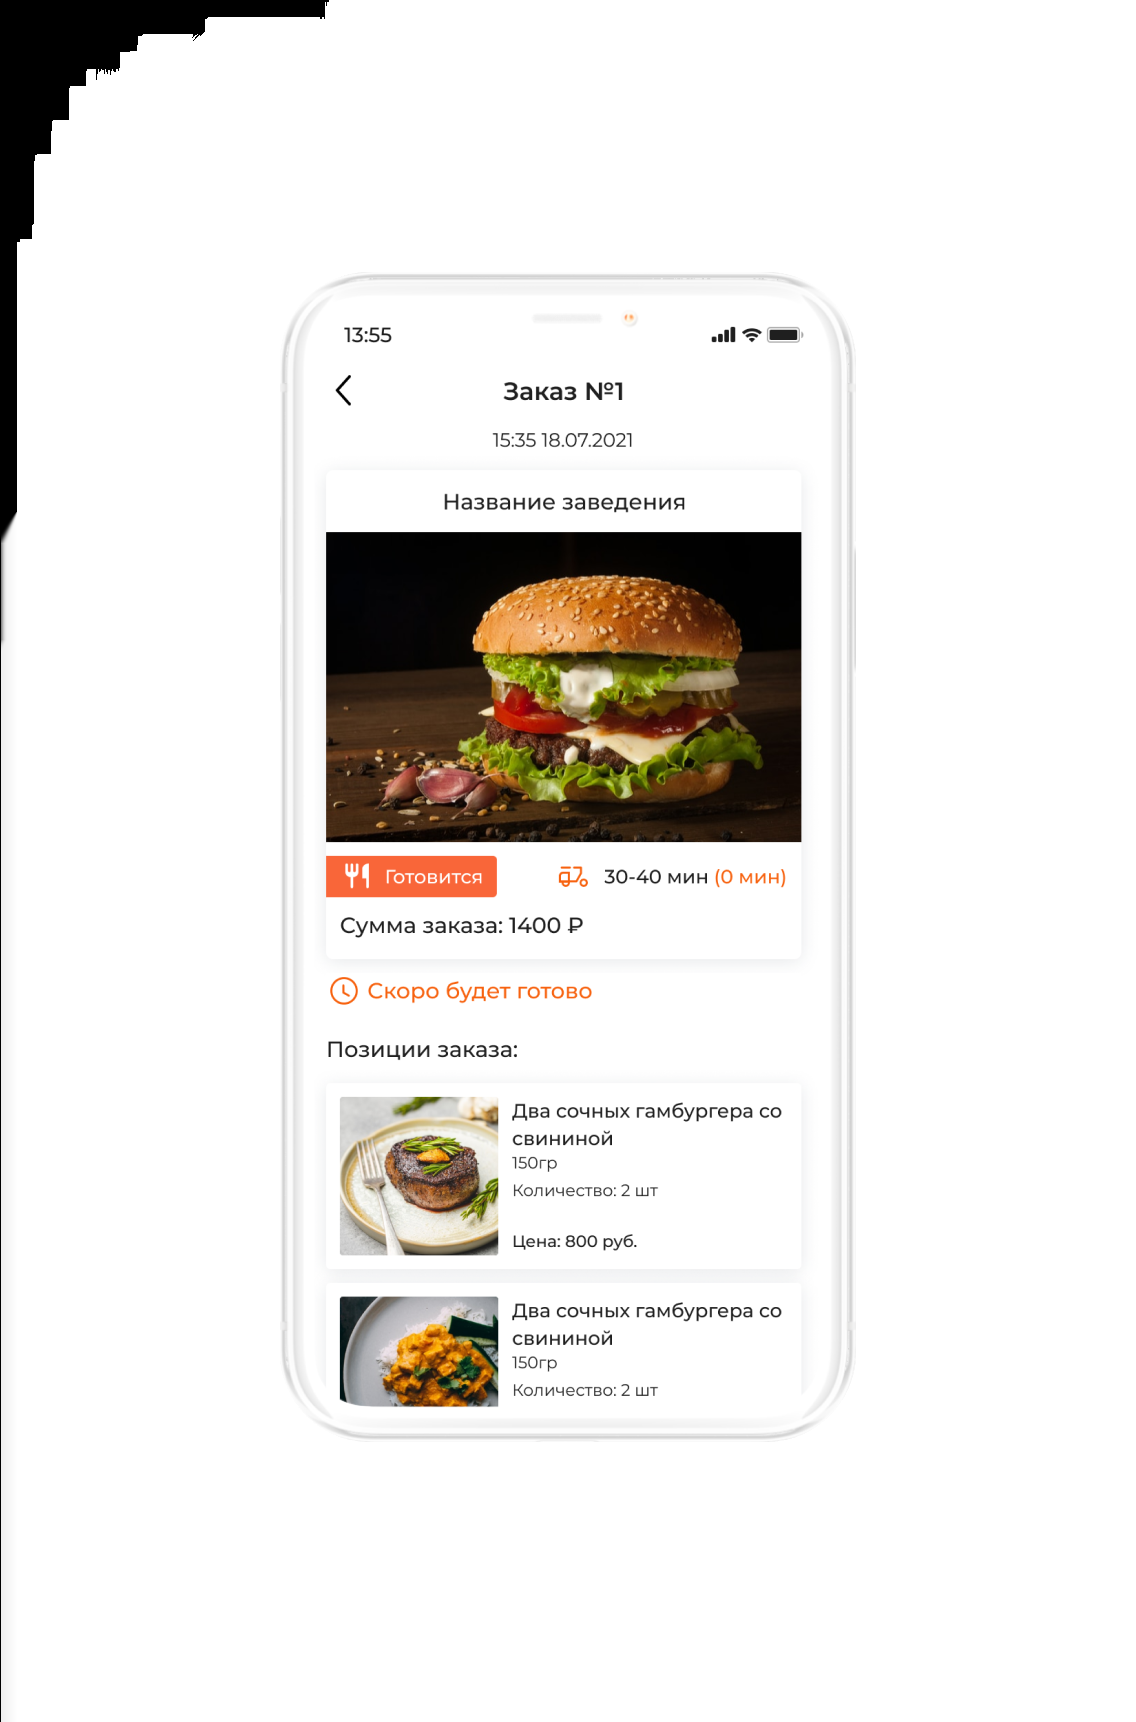 13:55
Заказ №1
15:35 18.07.2021
Название заведения
Готовится
30-40 мин (0 мин)
Сумма заказа: 1400 ₽
Скоро будет готово
Позиции заказа:
Два сочных гамбургера со
свининой
150гр
Количество: 2 шт
Цена: 800 руб.
Два сочных гамбургера со
свининой
150гр
Количество: 2 шт